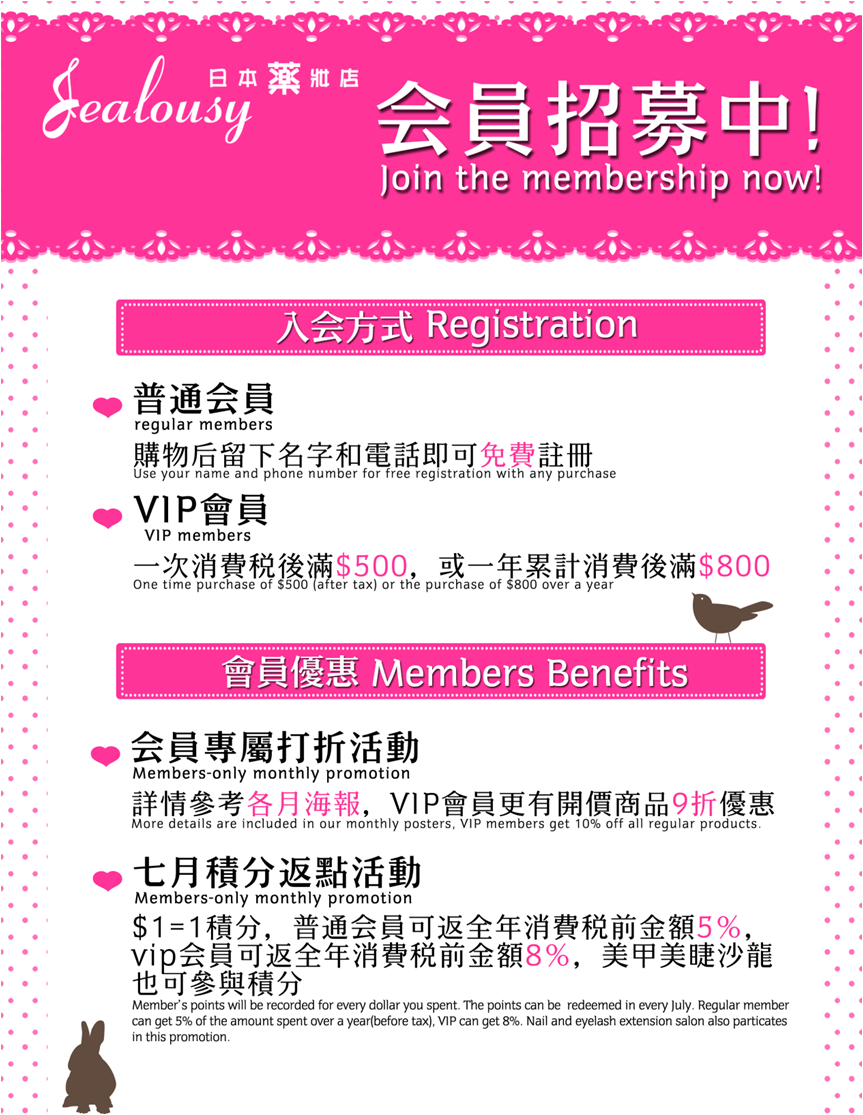 Jealousy 日本薬妝店
会員招募中!
Join the membership now!
入会方式 Registration
普通会員
regular members
購物后留下名字和電話即可免費註冊
Use your name and phone number for free registration with any purchase
VIP會員
VIP members
一次消費税後滿$500，或一年累計消費後滿$800
One time purchase of $500 (after tax) or the purchase of $800 over a year
會員優惠 Members Benefits
会員專屬打折活動
Members-only monthly promotion
詳情參考各月海報，VIP會員更有開價商品9折優惠
More details are included in our monthly posters, VIP members get 10% off all regular products.
七月積分返點活動
Members-only monthly promotion
$1=1積分，普通会員可返全年消費税前金額5%，
vip会員可返全年消費税前金額8%，美甲美睫沙龍
也可參與積分
Member's points will be recorded for every dollar you spent. The points can be redeemed in every July. Regular member
can get 5% of the amount spent over a year(before tax), VIP can get 8%. Nail and eyelash extension salon also particates
in this promotion.